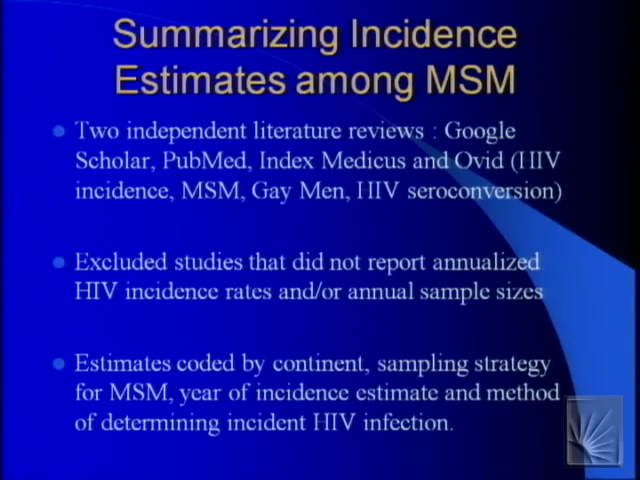 Summarizing Incidence
Estimates among MSM
Two independent literature reviews : Google
Scholar, PubMed, Index Medicus and Ovid (HIV
incidence, MSM, Gay Men, HIV seroconversion)
Excluded studies that did not report annualized
HIV incidence rates and/or annual sample sizes
Estimates coded by continent, sampling strategy
for MSM, year of incidence estimate and method
of determining incident HIV infection.